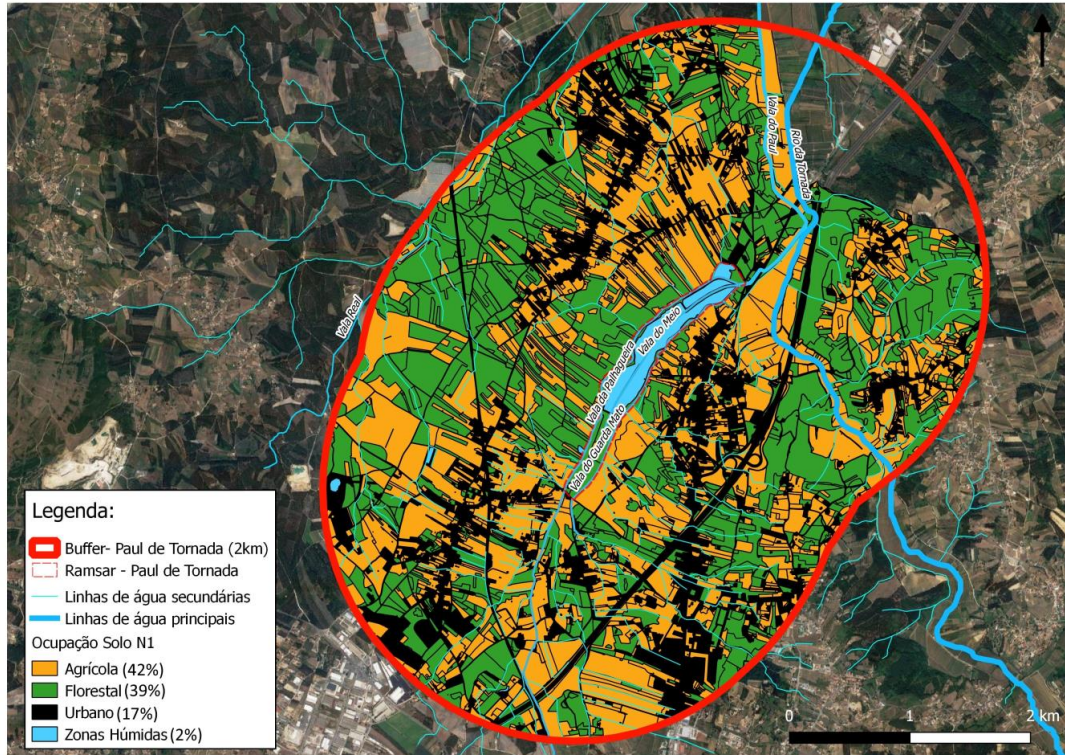 Vala do Paul
Rio da Tornada
Vala Real
Vala do Meio
Vala da Palhagueira
Vala do Guarda Mato
Legenda:
Buffer- Paul de Tornada (2km)
Ramsar - Paul de Tornada
Linhas de água secundárias
Linhas de água principais
Ocupação Solo N1
Agrícola (42%)
Florestal (39%)
Urbano (17%)
Zonas Húmidas (2%)
0 1 2 km